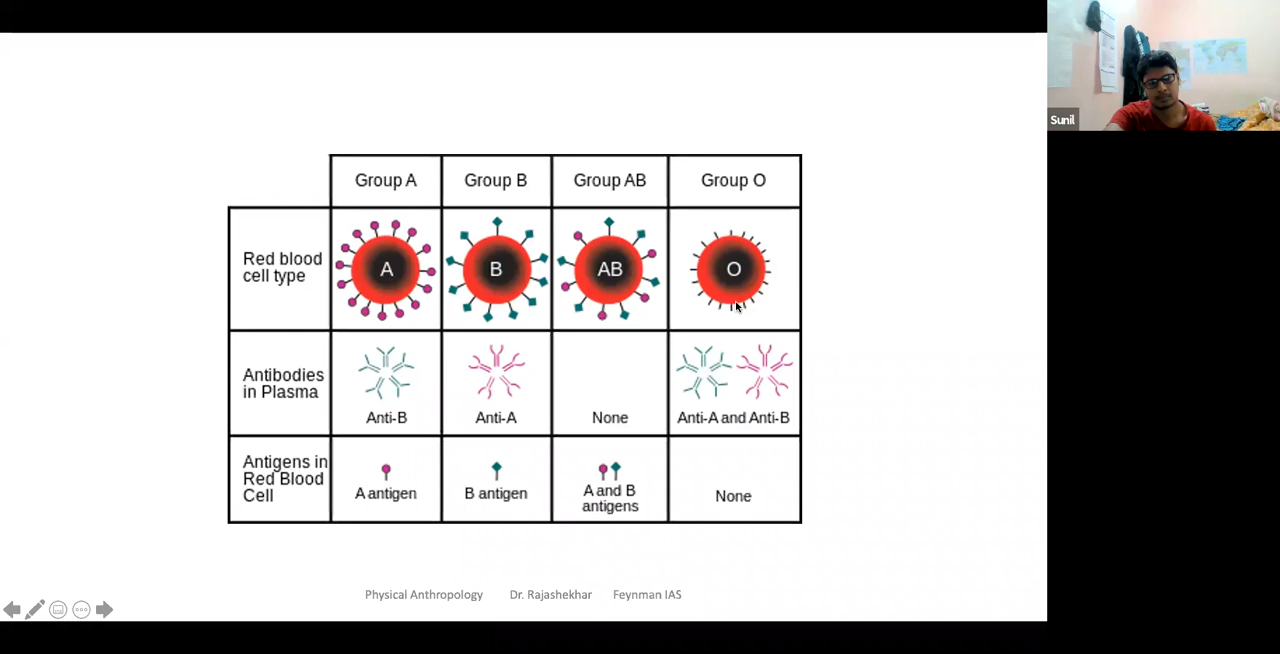 Sunil
Group A
Group B
Group AB
Group O
Red blood
cell type
A
B
AB
O
Antibodies
in Plasma
Anti-B
Anti-A
None
Anti-A and Anti-B
Antigens in
Red Blood
Cell
A antigen
B antigen
A and B
antigens
None
Physical Anthropology Dr. Rajashekhar Feynman IAS